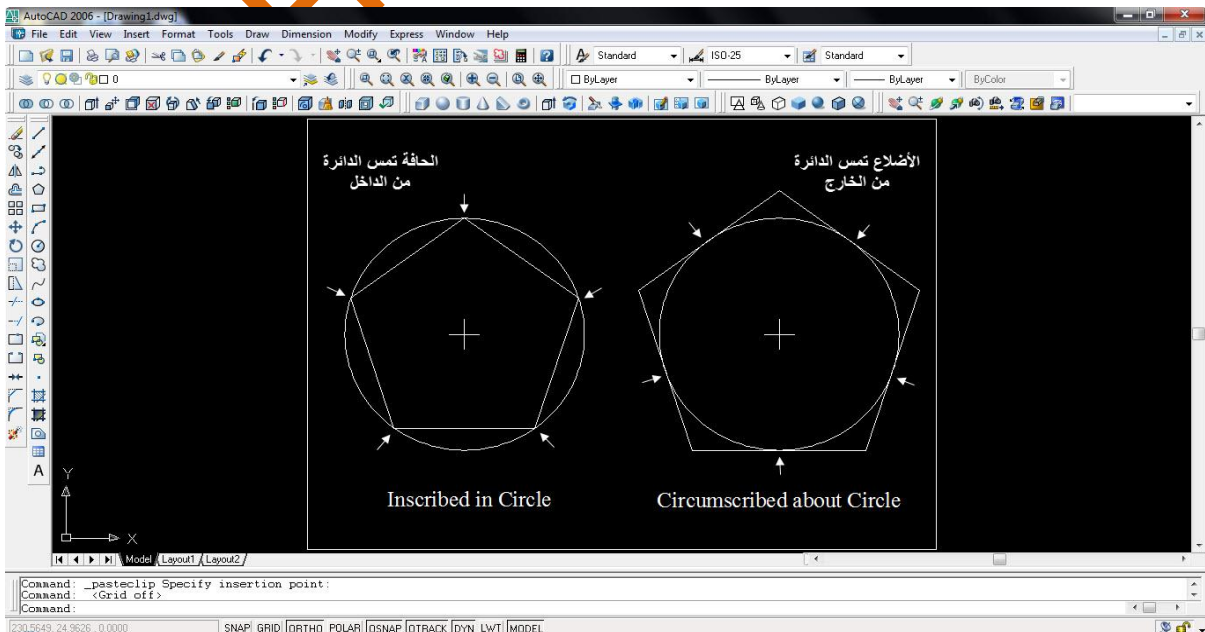 AutoCAD 2006 - [Drawing1.dwg]
File Edit View Insert Format Tools Draw Dimension Modify Express Window Help
Standard ISO-25 Standard
0 ByLayer ByLayer ByLayer ByColor
الحافة تمس الدائرة
من الداخل
الأضلاع تمس الدائرة
من الخارج
Inscribed in Circle
Circumscribed about Circle
A
Y
X
Model Layout1 Layout2
Command: _pasteclip Specify insertion point:
Command: <Grid off>
Command:
230.5649, 24.9626 , 0.0000 SNAP GRID ORTHO POLAR OSNAP OTRACK DYN LWT MODEL